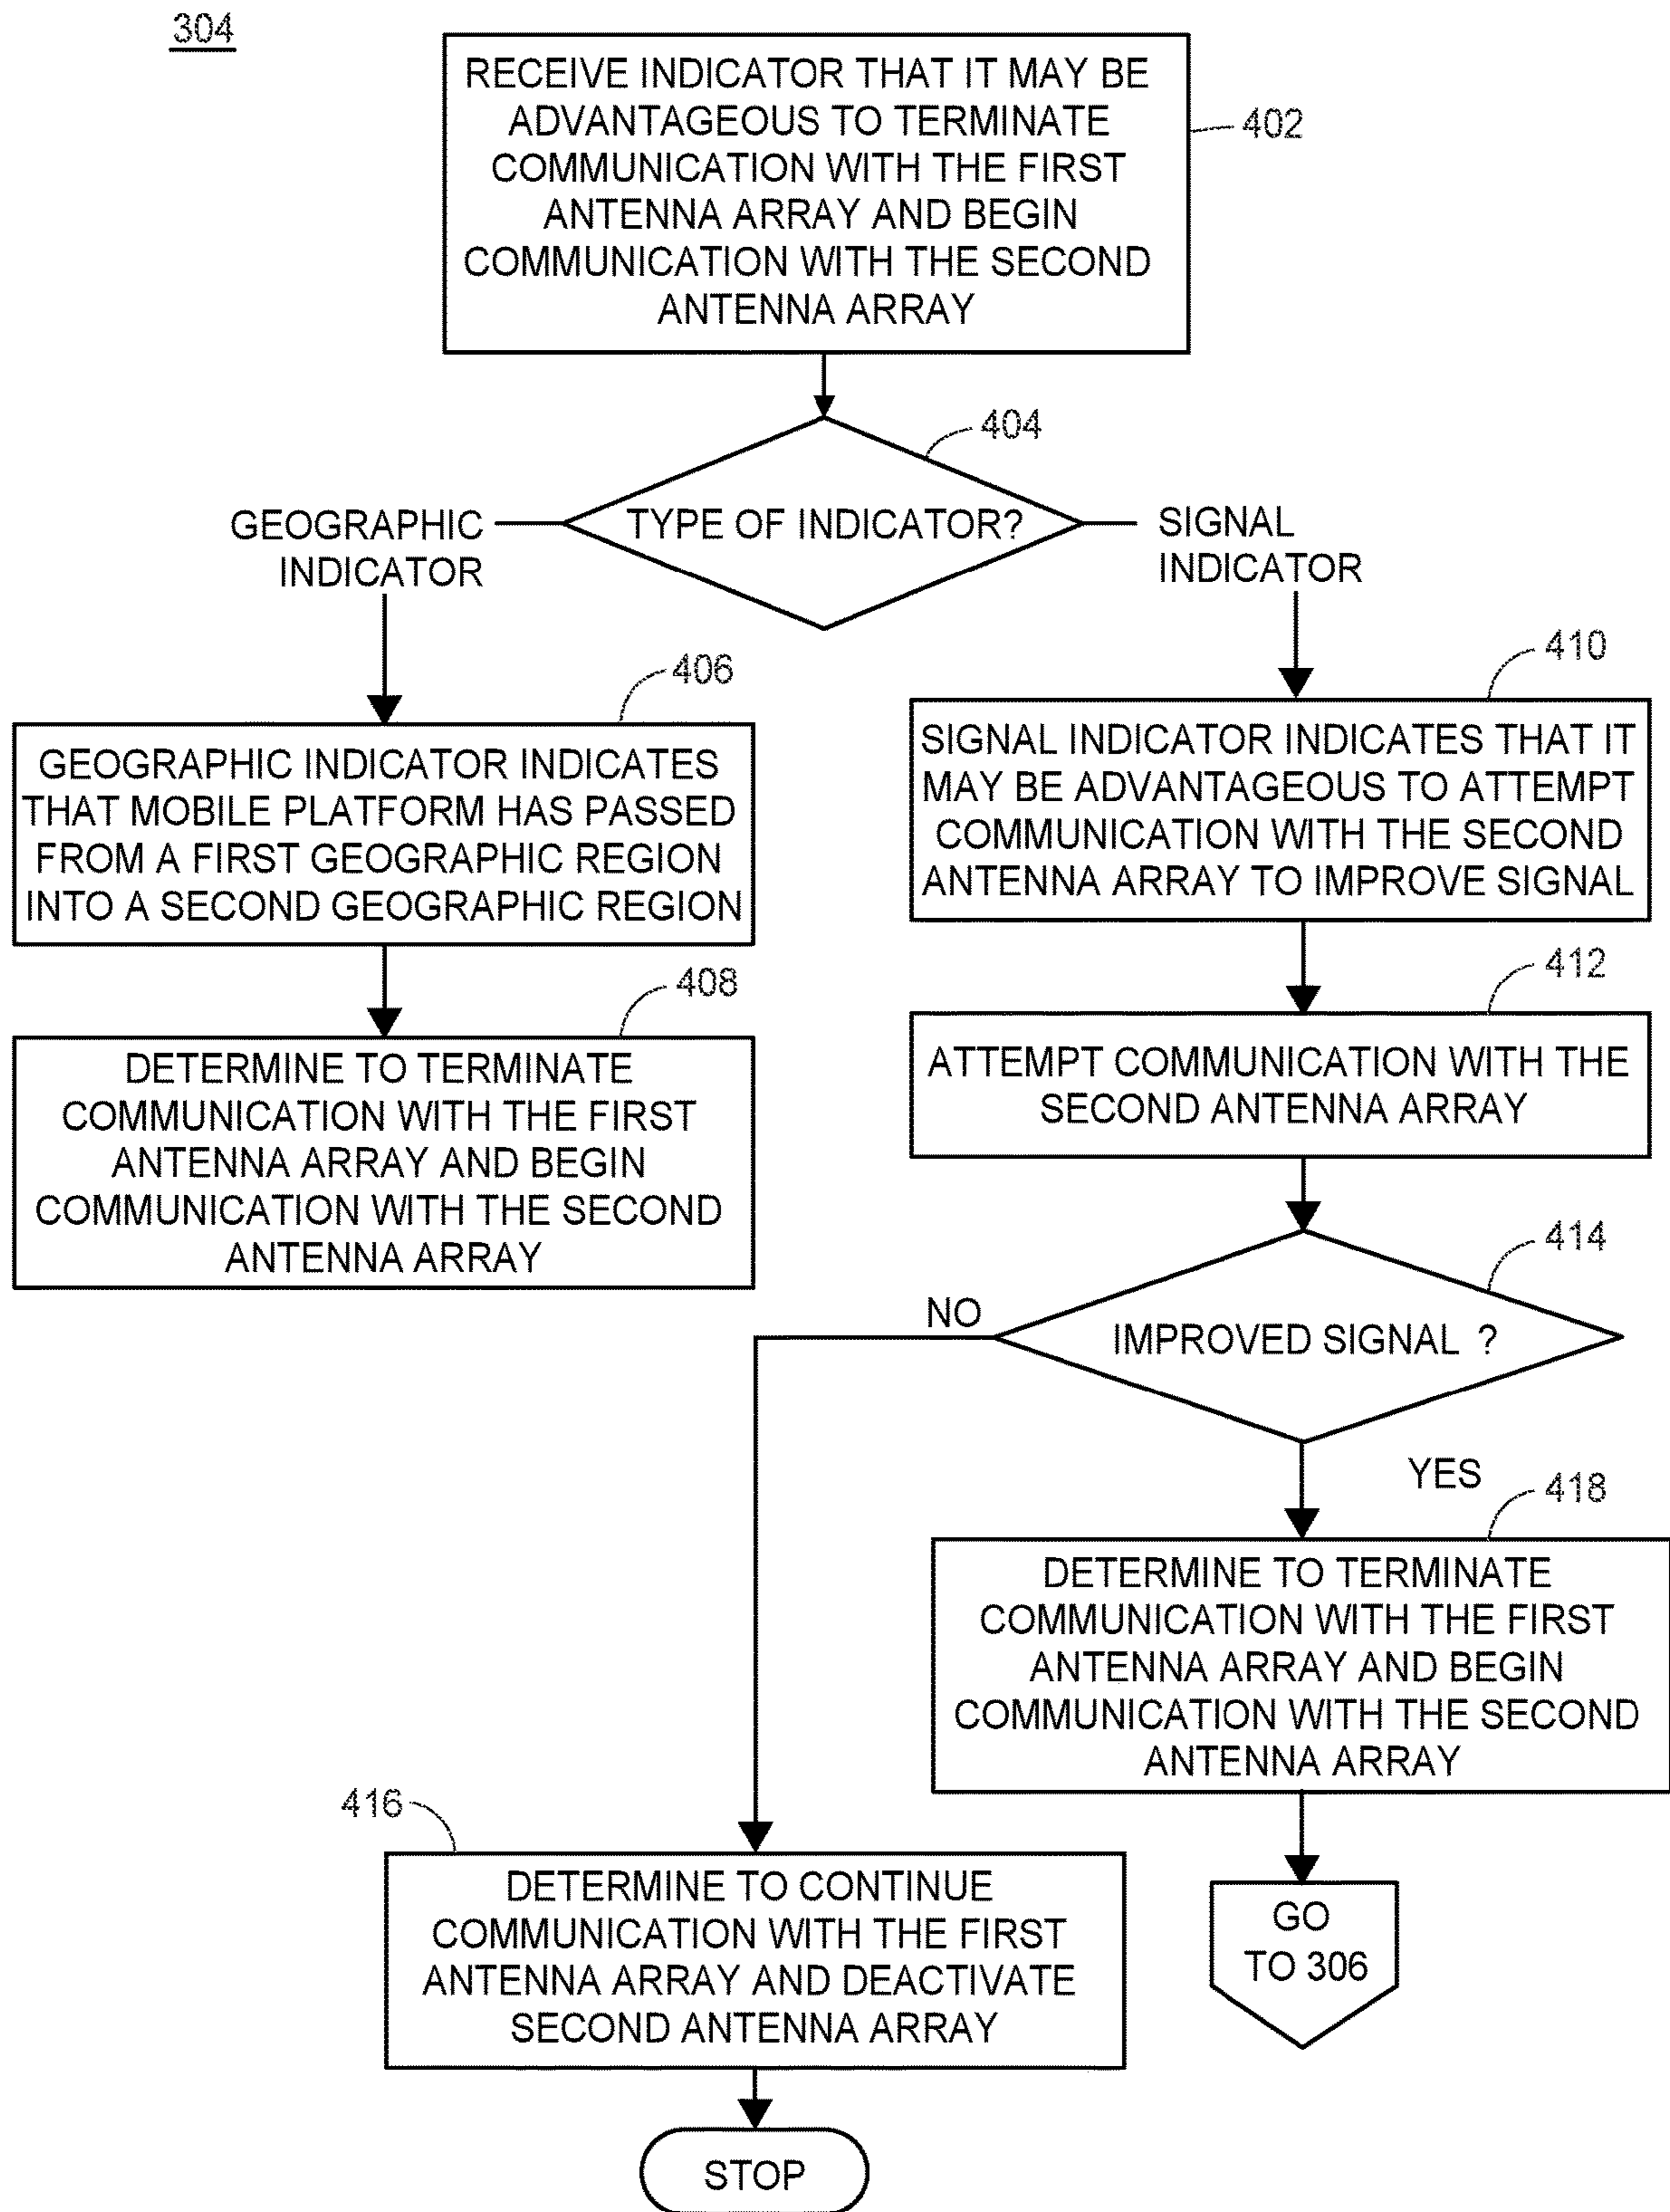 304
RECEIVE INDICATOR THAT IT MAY BE
ADVANTAGEOUS TO TERMINATE
COMMUNICATION WITH THE FIRST
ANTENNA ARRAY AND BEGIN
COMMUNICATION WITH THE SECOND
ANTENNA ARRAY
402
404
TYPE OF INDICATOR?
GEOGRAPHIC
INDICATOR
SIGNAL
INDICATOR
406
GEOGRAPHIC INDICATOR INDICATES
THAT MOBILE PLATFORM HAS PASSED
FROM A FIRST GEOGRAPHIC REGION
INTO A SECOND GEOGRAPHIC REGION
408
DETERMINE TO TERMINATE
COMMUNICATION WITH THE FIRST
ANTENNA ARRAY AND BEGIN
COMMUNICATION WITH THE SECOND
ANTENNA ARRAY
410
SIGNAL INDICATOR INDICATES THAT IT
MAY BE ADVANTAGEOUS TO ATTEMPT
COMMUNICATION WITH THE SECOND
ANTENNA ARRAY TO IMPROVE SIGNAL
412
ATTEMPT COMMUNICATION WITH THE
SECOND ANTENNA ARRAY
414
IMPROVED SIGNAL ?
NO
YES
418
DETERMINE TO TERMINATE
COMMUNICATION WITH THE FIRST
ANTENNA ARRAY AND BEGIN
COMMUNICATION WITH THE SECOND
ANTENNA ARRAY
GO
TO 306
416
DETERMINE TO CONTINUE
COMMUNICATION WITH THE FIRST
ANTENNA ARRAY AND DEACTIVATE
SECOND ANTENNA ARRAY
STOP